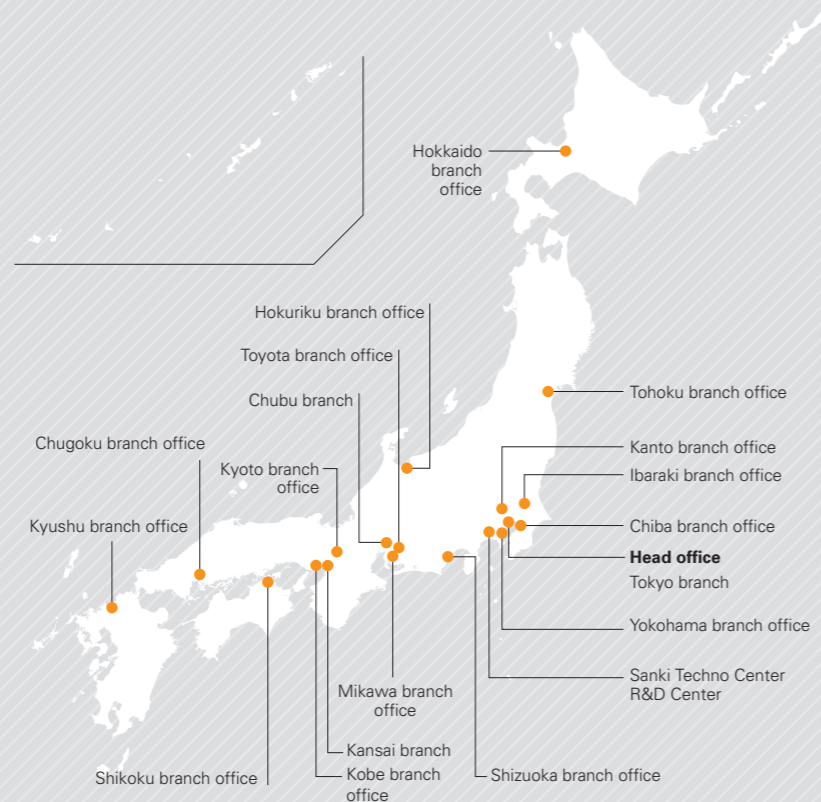 Hokkaido
branch
office
Hokuriku branch office
Toyota branch office
Chubu branch
Chugoku branch office
Kyoto branch
office
Kyushu branch office
Tohoku branch office
Kanto branch office
Ibaraki branch office
Chiba branch office
Head office
Tokyo branch
Yokohama branch office
Sanki Techno Center
R&D Center
Mikawa branch
office
Kansai branch
Kobe branch
office
Shikoku branch office
Shizuoka branch office